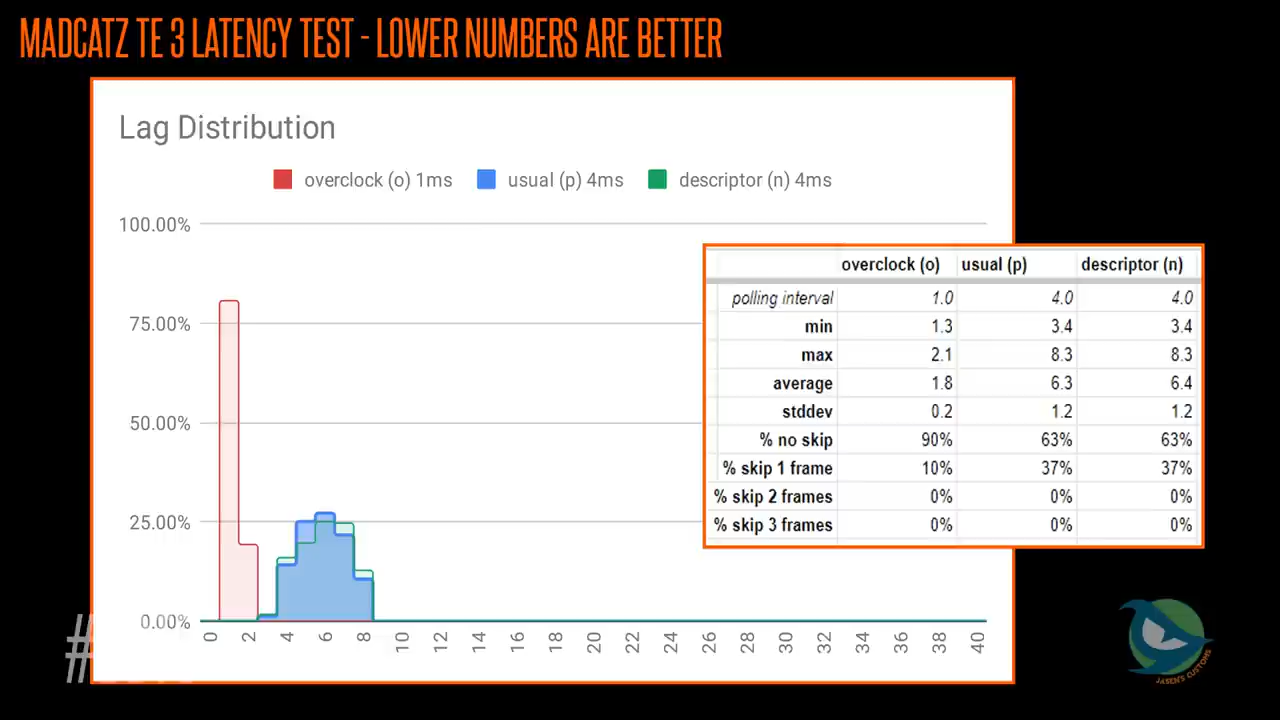 MADCATZ TE 3 LATENCY TEST - LOWER NUMBERS ARE BETTER
Lag Distribution
overclock (o) 1ms usual (p) 4ms descriptor (n) 4ms
100.00%
75.00%
50.00%
25.00%
0.00%
0 2 4 6 8 10 12 14 16 18 20 22 24 26 28 30 32 34 36 38 40
overclock (o) usual (p) descriptor (n)
polling interval 1.0 4.0 4.0
min 1.3 3.4 3.4
max 2.1 8.3 8.3
average 1.8 6.3 6.4
stddev 0.2 1.2 1.2
% no skip 90% 63% 63%
% skip 1 frame 10% 37% 37%
% skip 2 frames 0% 0% 0%
% skip 3 frames 0% 0% 0%
#
JASEN'S CUSTOMS